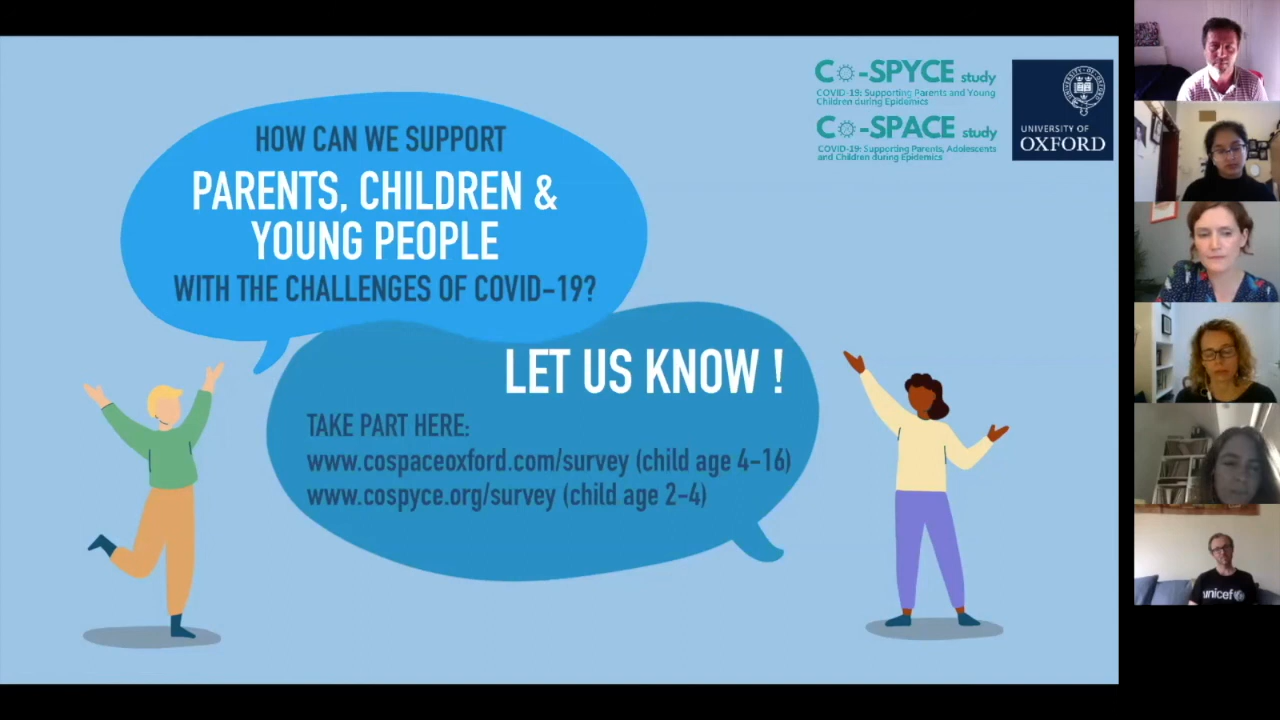 HOW CAN WE SUPPORT
PARENTS, CHILDREN &
YOUNG PEOPLE
WITH THE CHALLENGES OF COVID-19?
LET US KNOW !
TAKE PART HERE:
www.cospaceoxford.com/survey (child age 4-16)
www.cospyce.org/survey (child age 2-4)
CO-SPYCE study
COVID-19: Supporting Parents and Young
Children during Epidemics
CO-SPACE study
COVID-19: Supporting Parents, Adolescents
and Children during Epidemics
UNIVERSITY OF
OXFORD
unicef